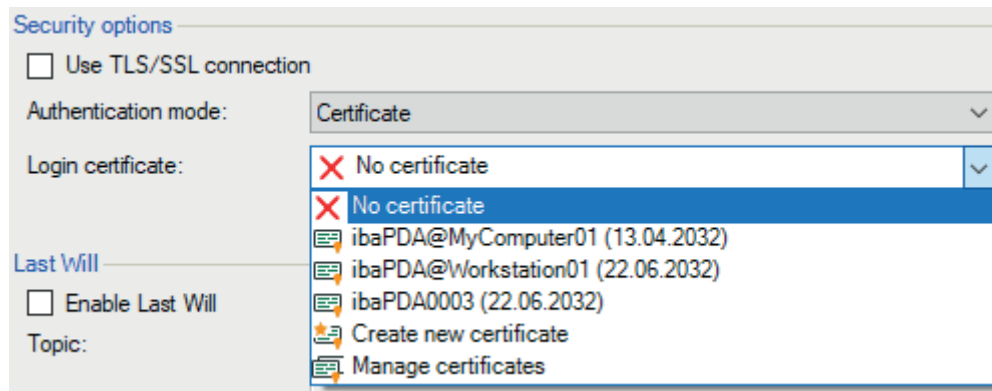 Security options
Use TLS/SSL connection
Authentication mode: Certificate
Login certificate: No certificate
No certificate
ibaPDA@MyComputer01 (13.04.2032)
ibaPDA@Workstation01 (22.06.2032)
ibaPDA0003 (22.06.2032)
Create new certificate
Manage certificates
Last Will
Enable Last Will
Topic: